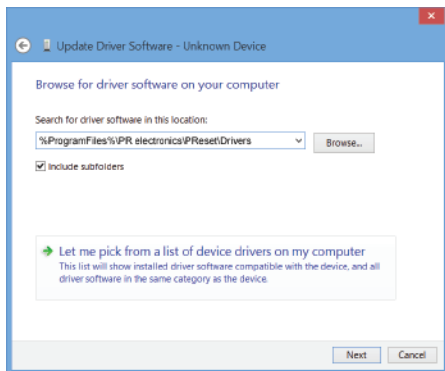 Update Driver Software - Unknown Device
Browse for driver software on your computer
Search for driver software in this location:
%ProgramFiles%\PR electronics\PReset\Drivers
Browse...
Include subfolders
Let me pick from a list of device drivers on my computer
This list will show installed driver software compatible with the device, and all
driver software in the same category as the device.
Next
Cancel